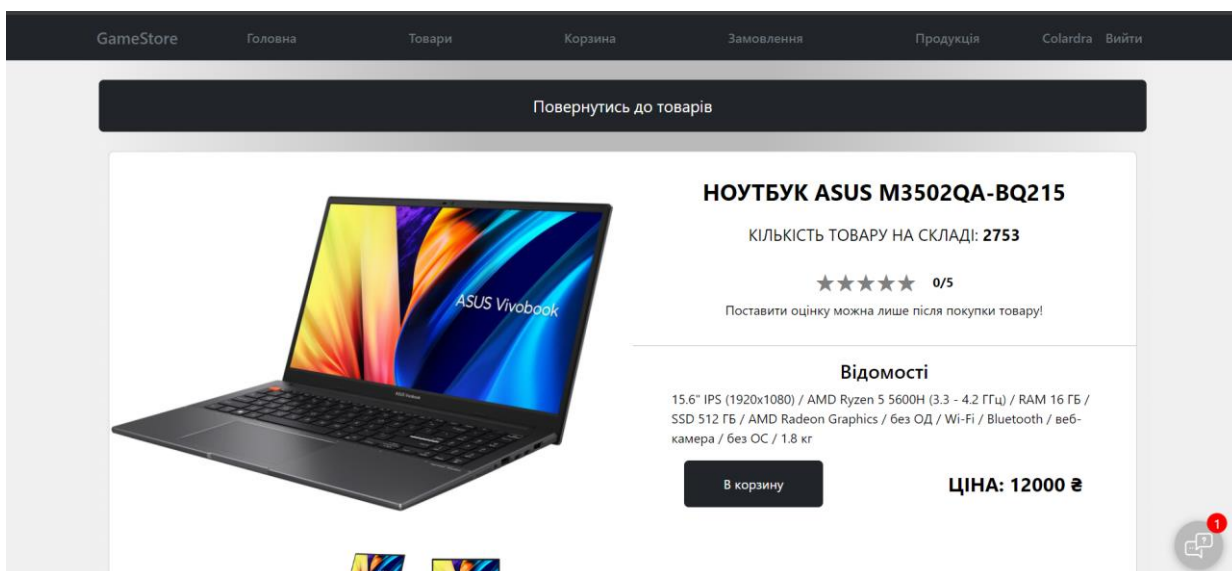 GameStore Головна Товари Корзина Замовлення Продукція Colardra Вийти
Повернутись до товарів
НОУТБУК ASUS M3502QA-BQ215
КІЛЬКІСТЬ ТОВАРУ НА СКЛАДІ: 2753
0/5
Поставити оцінку можна лише після покупки товару!
ASUS Vivobook
Відомості
15.6" IPS (1920x1080) / AMD Ryzen 5 5600H (3.3 - 4.2 ГГц) / RAM 16 ГБ /
SSD 512 ГБ / AMD Radeon Graphics / без ОД / Wi-Fi / Bluetooth / веб-
камера / без ОС / 1.8 кг
В корзину
ЦІНА: 12000 ₴
1